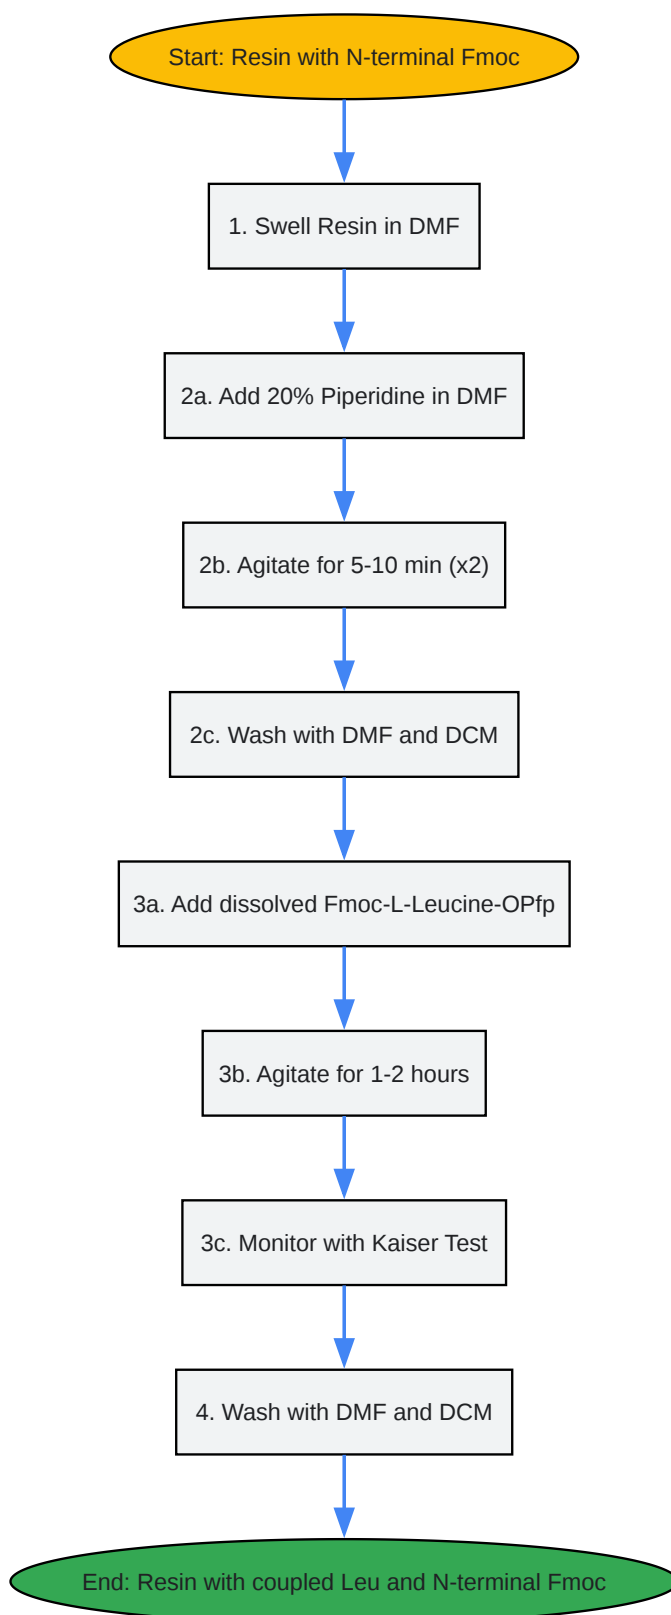 Start: Resin with N-terminal Fmoc
1. Swell Resin in DMF
2a. Add 20% Piperidine in DMF
2b. Agitate for 5-10 min (x2)
2c. Wash with DMF and DCM
3a. Add dissolved Fmoc-L-Leucine-OPfp
3b. Agitate for 1-2 hours
3c. Monitor with Kaiser Test
4. Wash with DMF and DCM
End: Resin with coupled Leu and N-terminal Fmoc